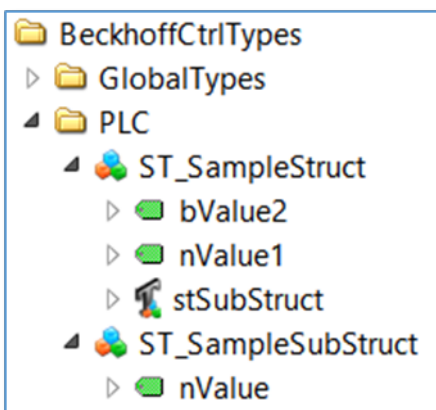 BeckhoffCtrlTypes
GlobalTypes
PLC
ST_SampleStruct
bValue2
nValue1
stSubStruct
ST_SampleSubStruct
nValue